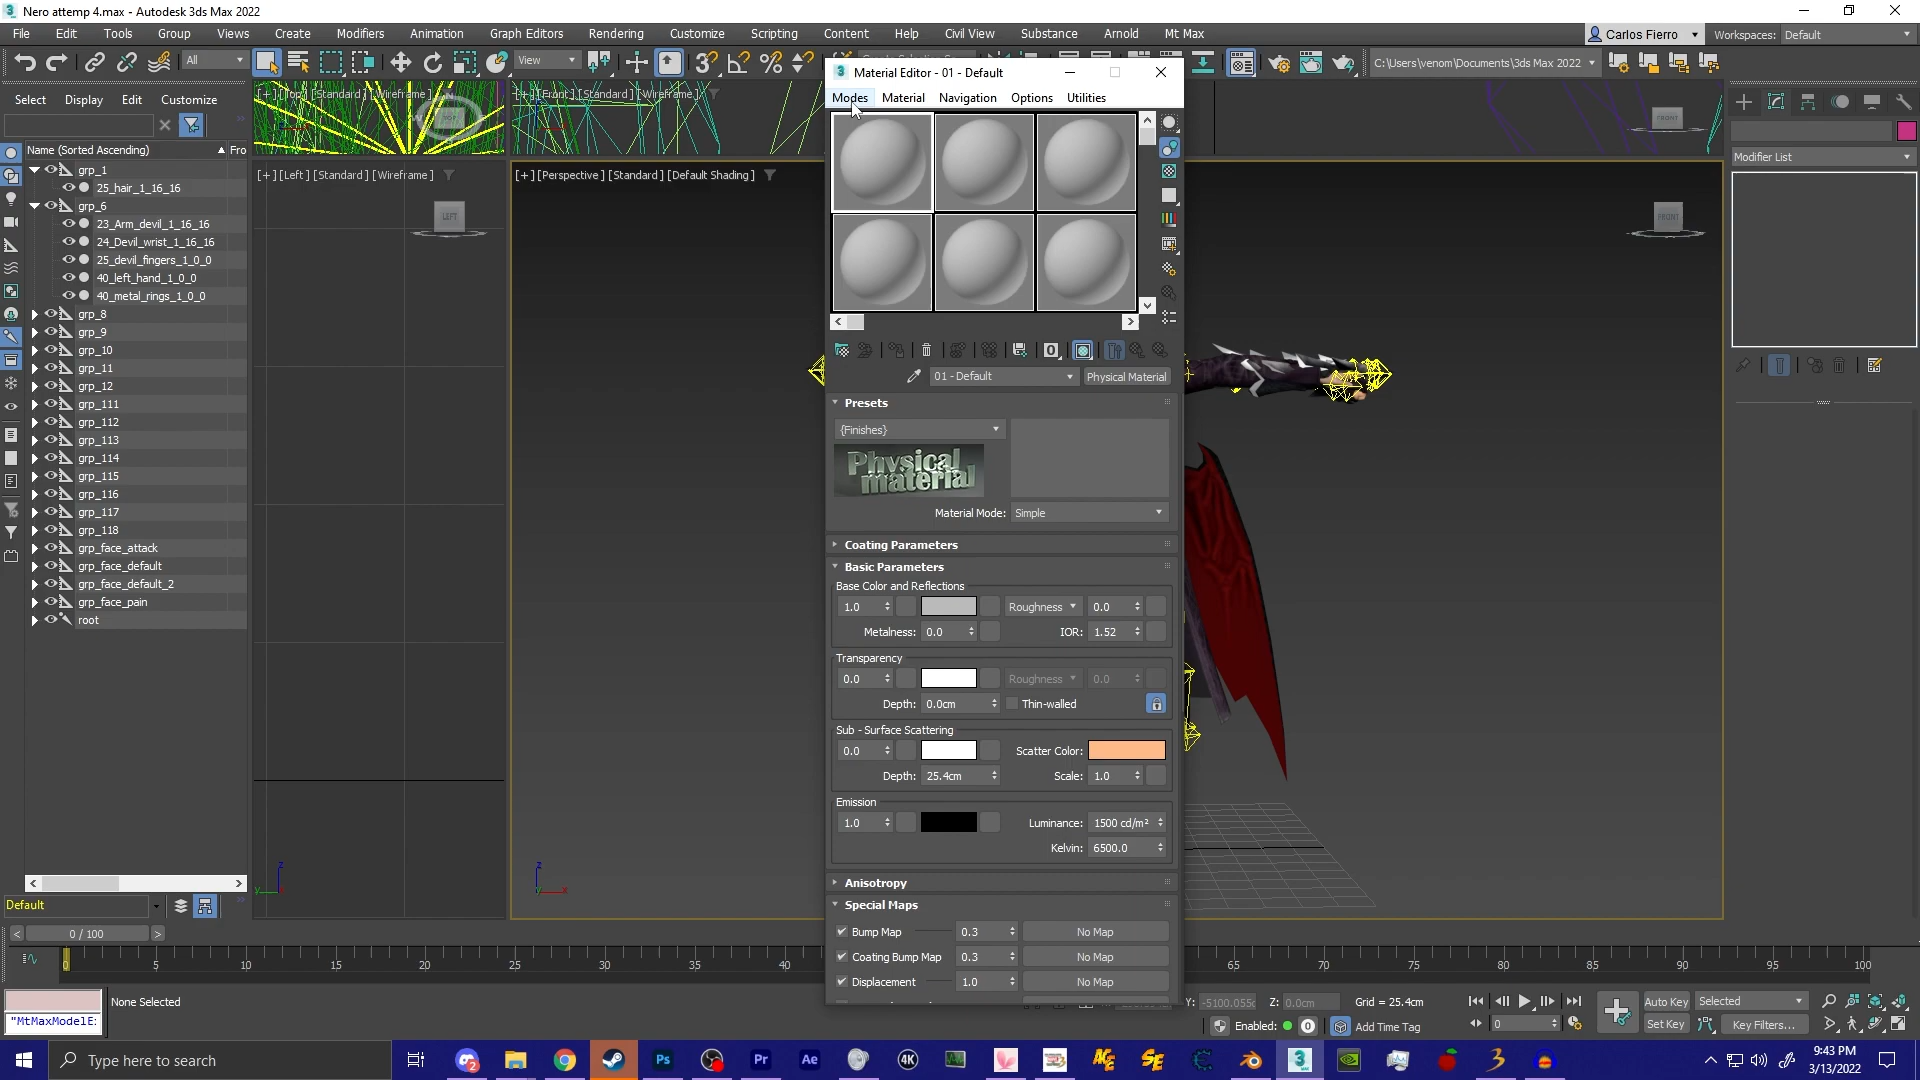 Nero attemp 4.max - Autodesk 3ds Max 2022
File Edit Tools Group Views Create Modifiers Animation Graph Editors Rendering Customize Scripting Content Help Civil View Substance Arnold Mt Max
Carlos Fierro Workspaces: Default
All View C:\Users\venom\Documents\3ds Max 2022
Select Display Edit Customize
Name (Sorted Ascending) Fro
grp_1
25_hair_1_16_16
grp_6
23_Arm_devil_1_16_16
24_Devil_wrist_1_16_16
25_devil_fingers_1_0_0
40_left_hand_1_0_0
40_metal_rings_1_0_0
grp_8
grp_9
grp_10
grp_11
grp_12
grp_111
grp_112
grp_113
grp_114
grp_115
grp_116
grp_117
grp_118
grp_face_attack
grp_face_default
grp_face_default_2
grp_face_pain
root
Default
[+] [Top] [Standard] [Wireframe]
[+] [Front] [Standard] [Wireframe]
[+] [Left] [Standard] [Wireframe]
LEFT
[+] [Perspective] [Standard] [Default Shading]
FRONT
FRONT
Material Editor - 01 - Default
Modes Material Navigation Options Utilities
01 - Default Physical Material
Presets
{Finishes}
Physical material
Material Mode: Simple
Coating Parameters
Basic Parameters
Base Color and Reflections
1.0 Roughness 0.0
Metalness: 0.0 IOR: 1.52
Transparency
0.0 Roughness 0.0
Depth: 0.0cm Thin-walled
Sub - Surface Scattering
0.0 Scatter Color:
Depth: 25.4cm Scale: 1.0
Emission
1.0 Luminance: 1500 cd/m²
Kelvin: 6500.0
Anisotropy
Special Maps
Bump Map 0.3 No Map
Coating Bump Map 0.3 No Map
Displacement 1.0 No Map
Modifier List
0 / 100
0 5 10 15 20 25 30 35 40 65 70 75 80 85 90 95 100
None Selected
"MtMaxModelE:
Y: -5100.055c Z: 0.0cm Grid = 25.4cm
Enabled: 0 Add Time Tag
0
Auto Key Selected
Set Key Key Filters...
Type here to search
9:43 PM
3/13/2022